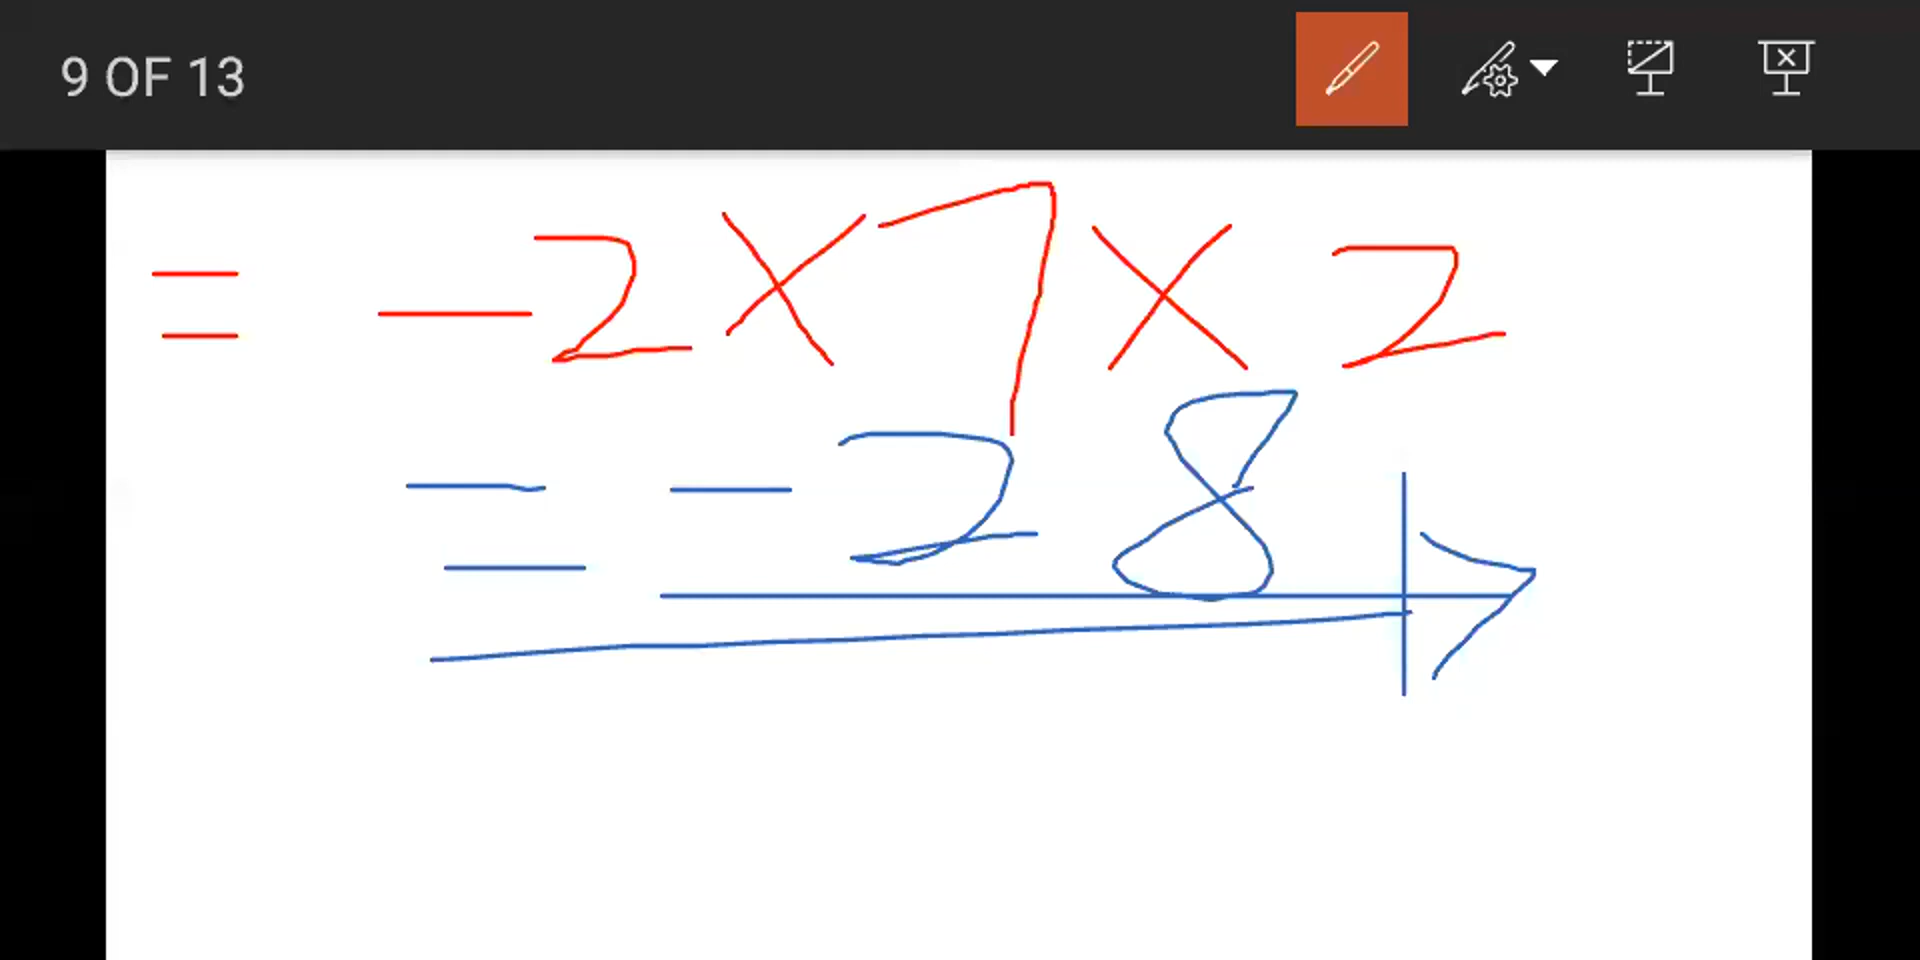 9 OF 13
= -2 × 7 × 2
= -28